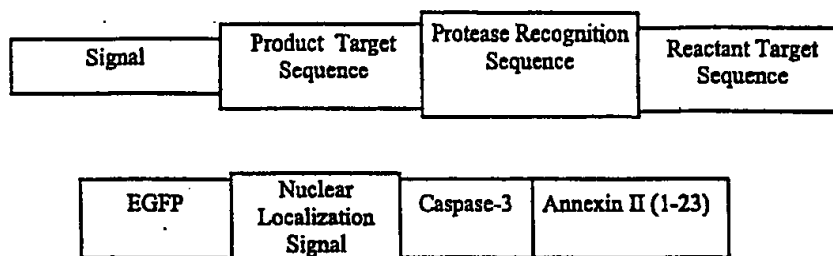 Signal
Product Target
Sequence
Protease Recognition
Sequence
Reactant Target
Sequence
EGFP
Nuclear
Localization
Signal
Caspase-3
Annexin II (1-23)